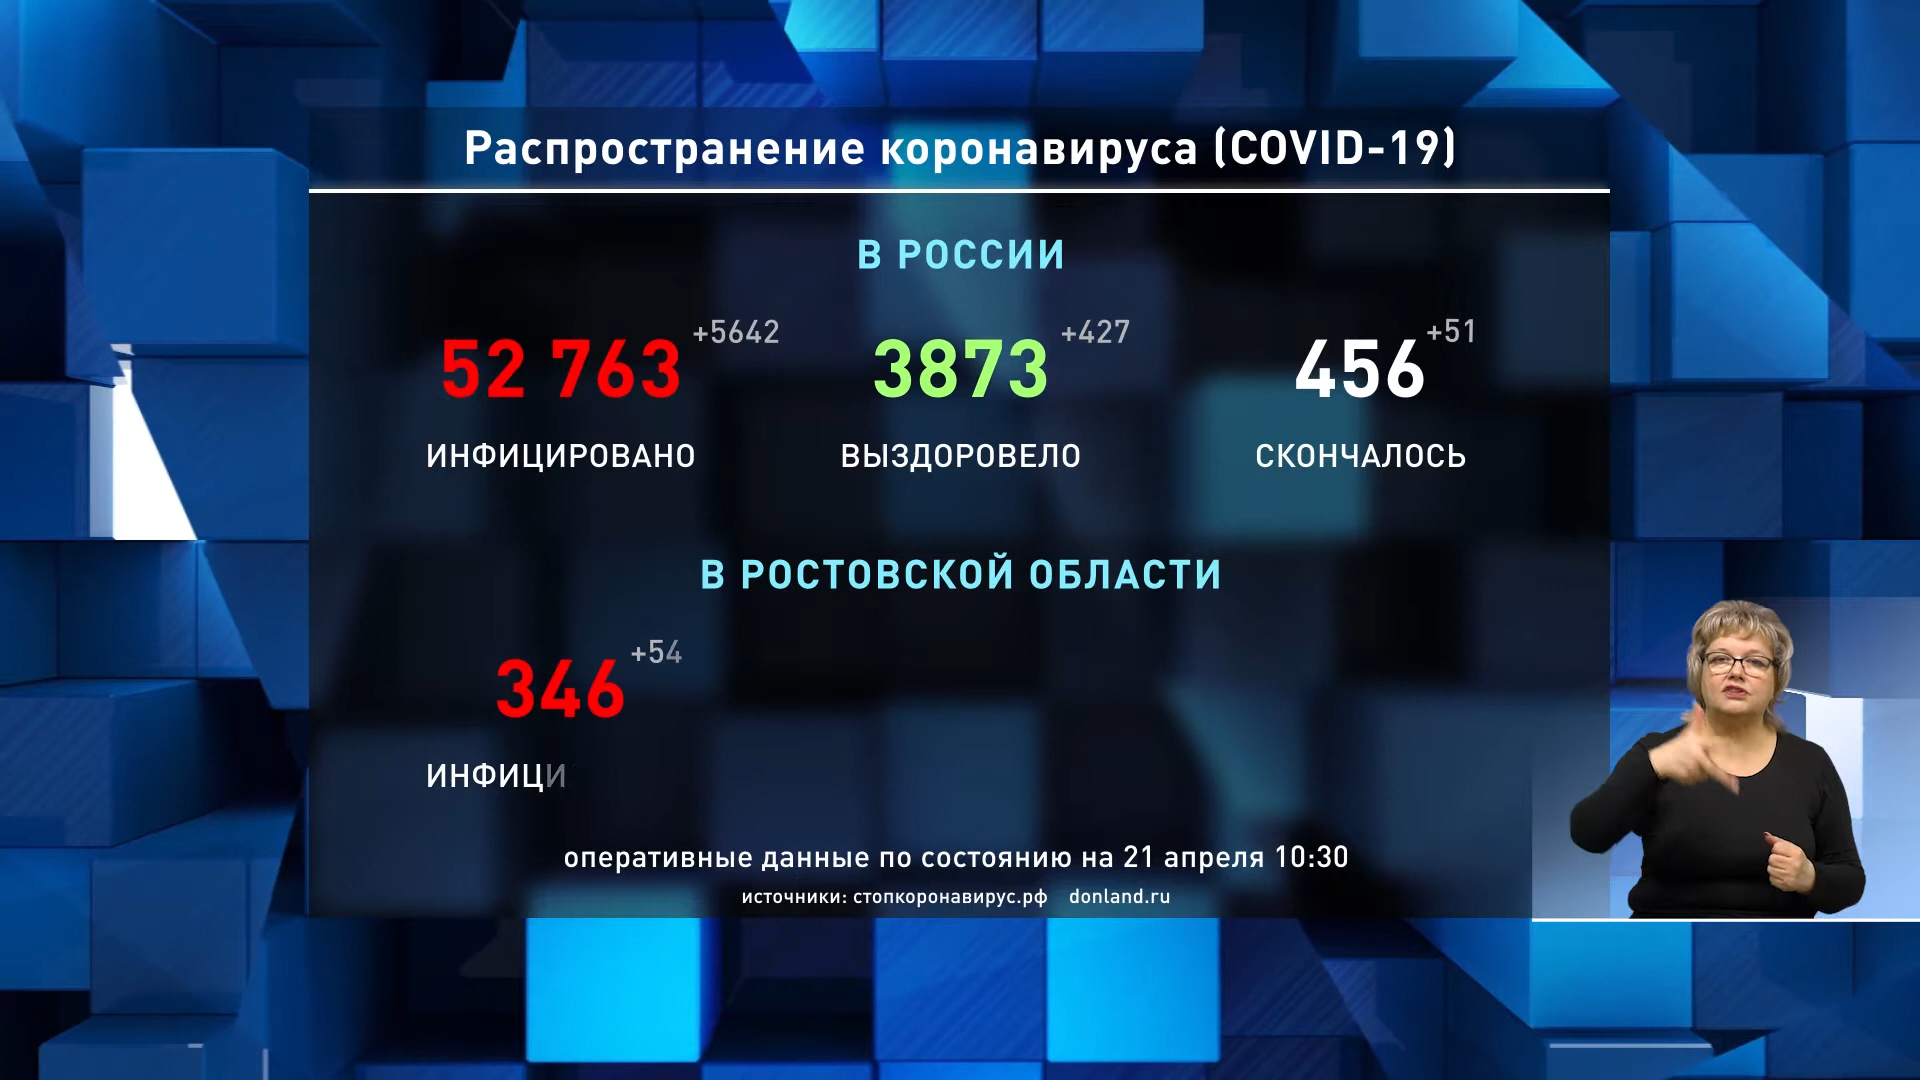 Распространение коронавируса (COVID-19)
В РОССИИ
52 763 +5642
3873 +427
456 +51
ИНФИЦИРОВАНО
ВЫЗДОРОВЕЛО
СКОНЧАЛОСЬ
В РОСТОВСКОЙ ОБЛАСТИ
346 +54
ИНФИЦИ
оперативные данные по состоянию на 21 апреля 10:30
источники: стопкоронавирус.рф donland.ru